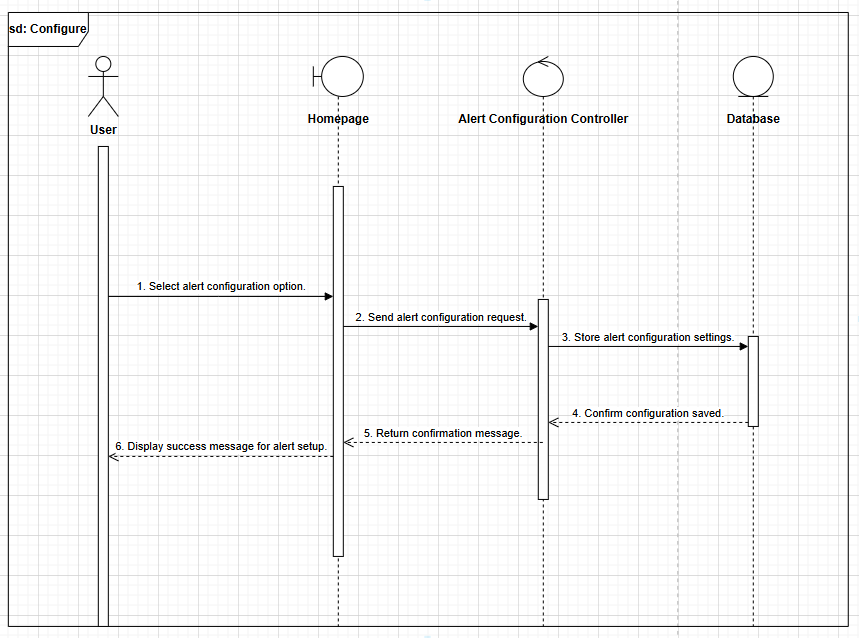 sd: Configure
User
Homepage
Alert Configuration Controller
Database
1. Select alert configuration option.
2. Send alert configuration request.
3. Store alert configuration settings.
4. Confirm configuration saved.
5. Return confirmation message.
6. Display success message for alert setup.